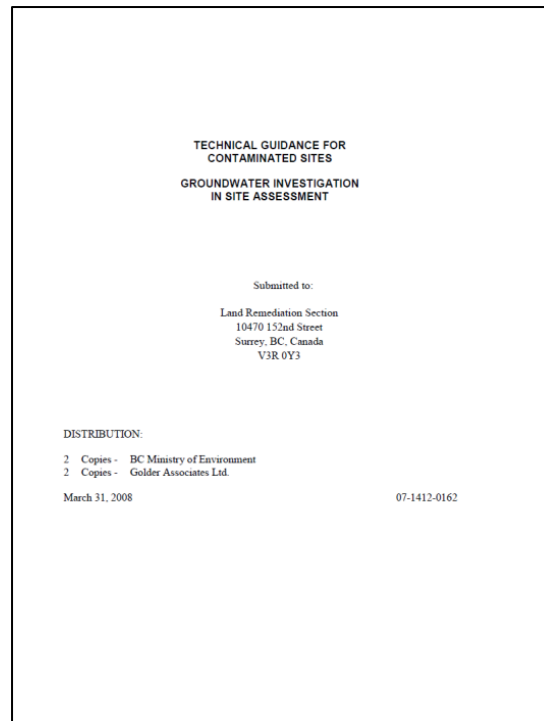 TECHNICAL GUIDANCE FOR
CONTAMINATED SITES
GROUNDWATER INVESTIGATION
IN SITE ASSESSMENT
Submitted to:
Land Remediation Section
10470 152nd Street
Surrey, BC, Canada
V3R 0Y3
DISTRIBUTION:
2 Copies - BC Ministry of Environment
2 Copies - Golder Associates Ltd.
March 31, 2008 07-1412-0162